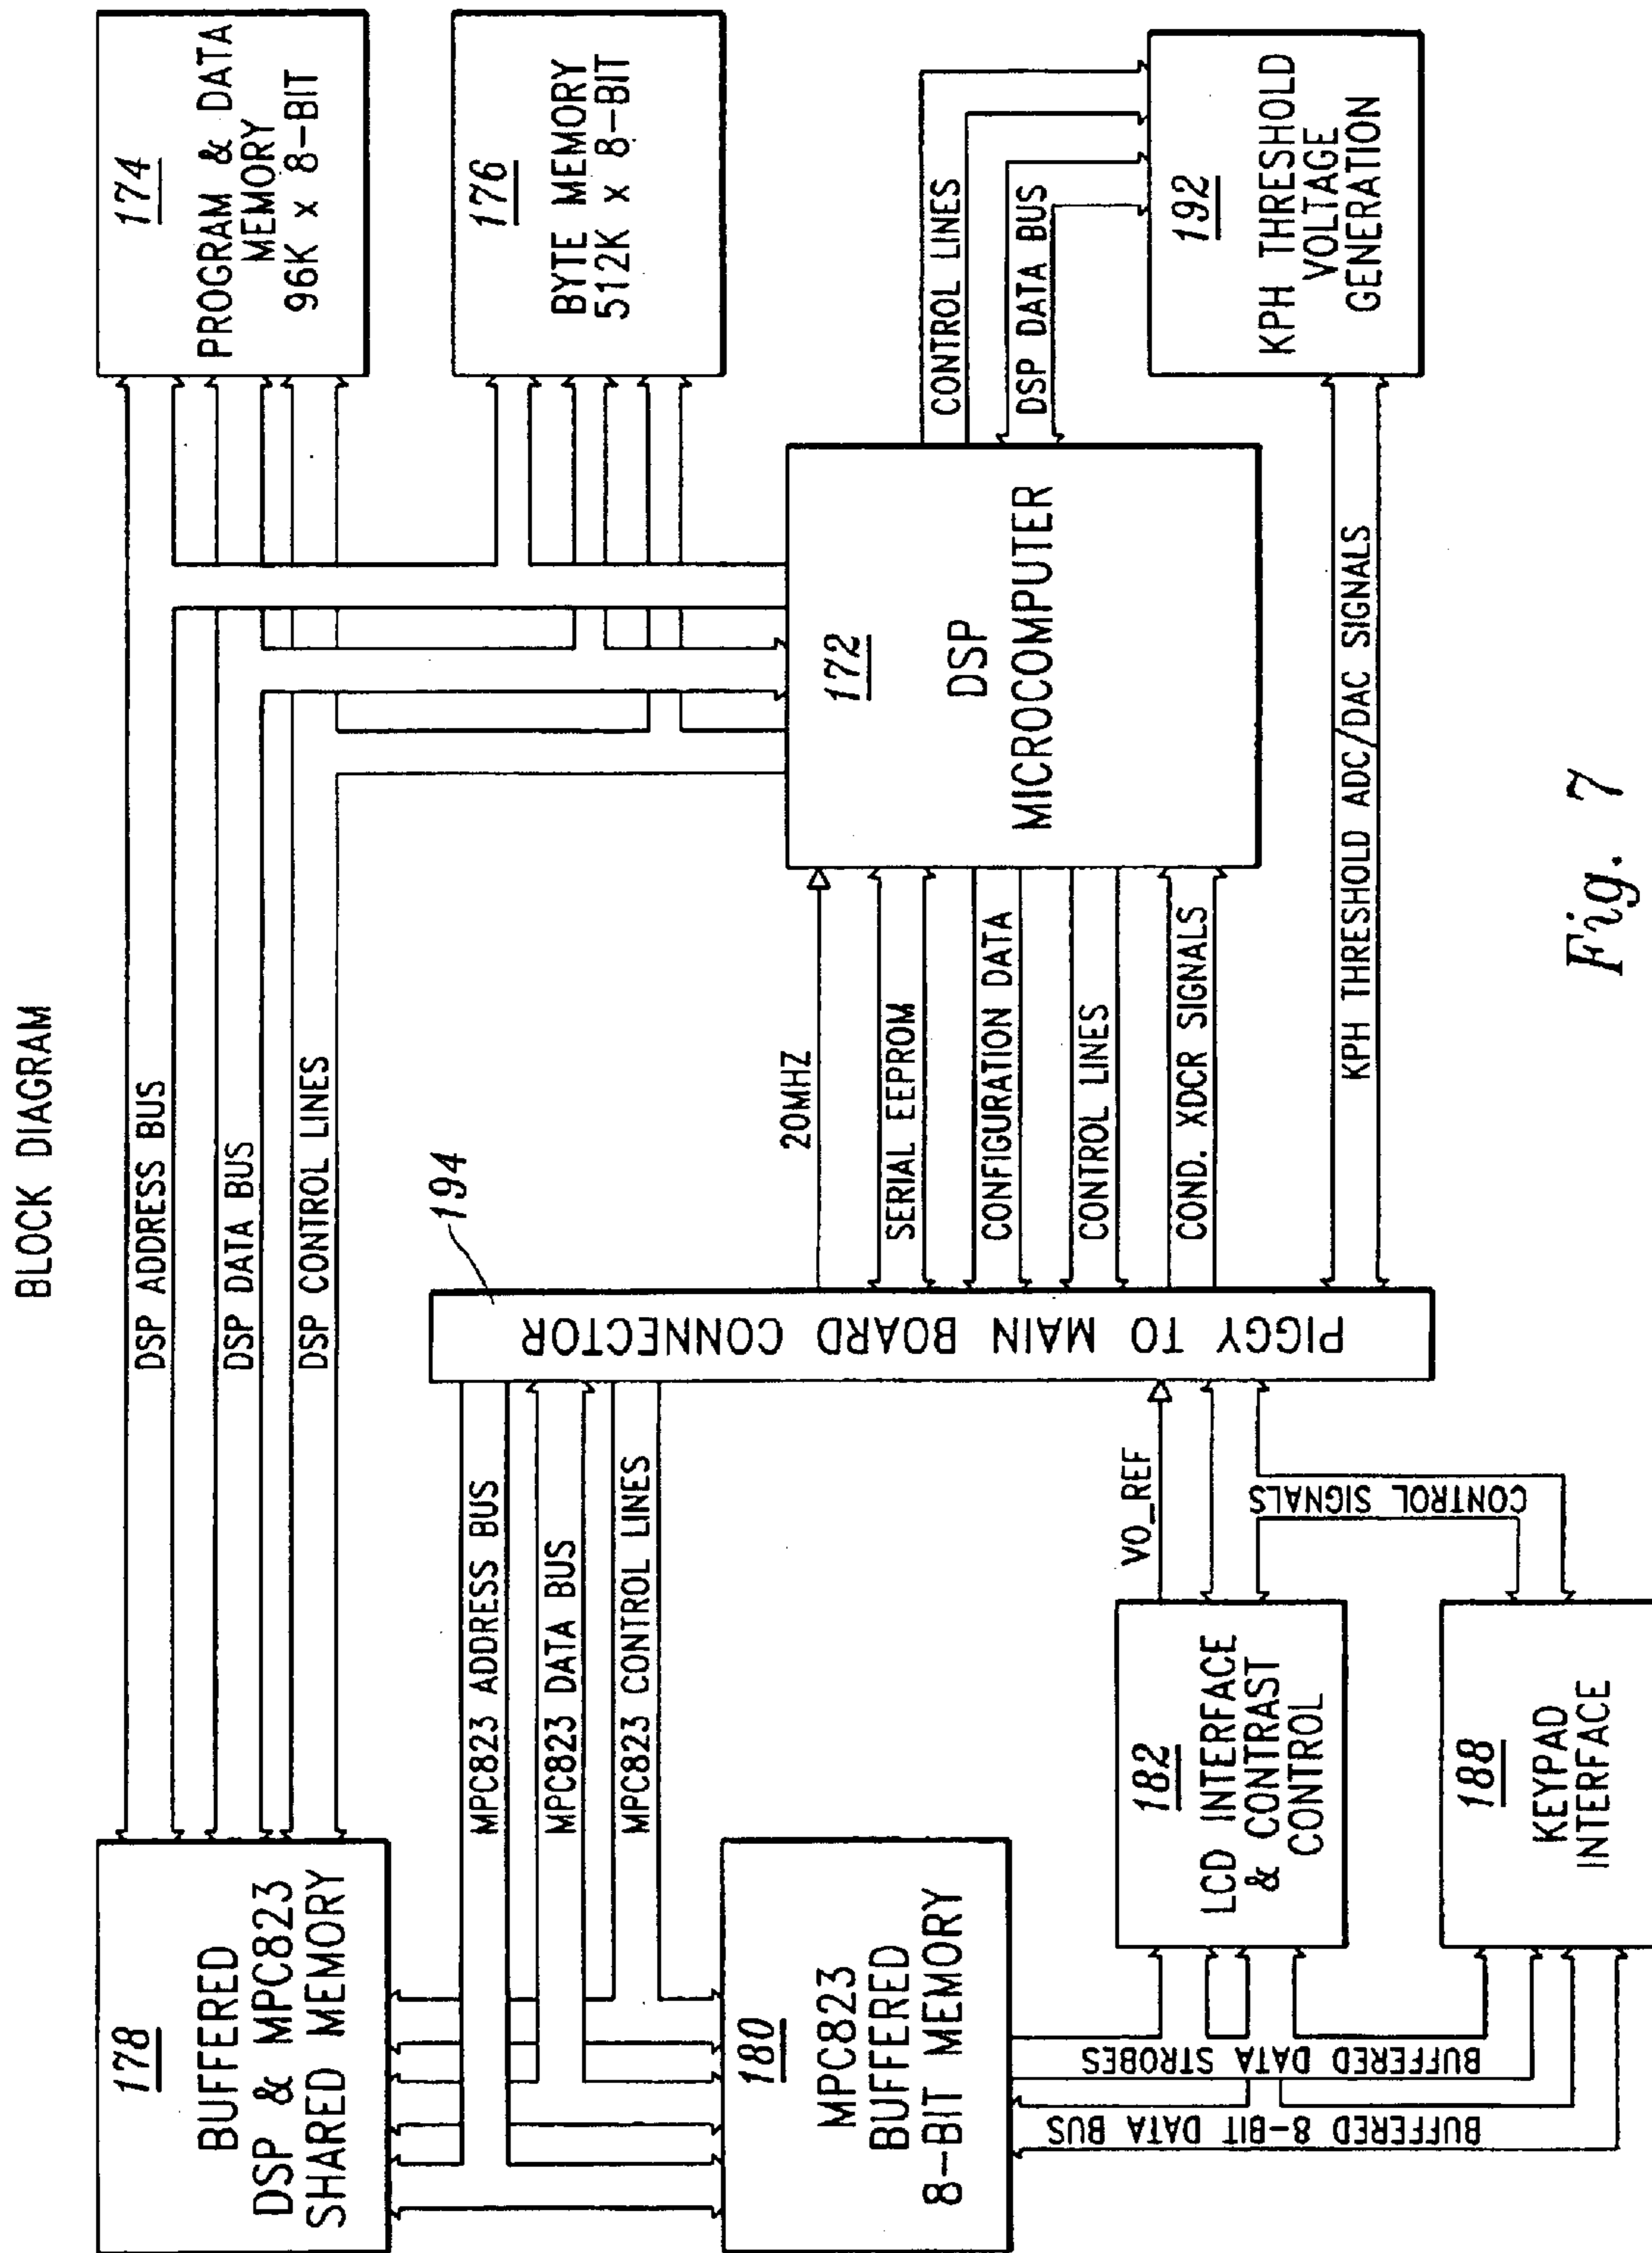 BLOCK DIAGRAM
178
BUFFERED
DSP & MPC823
SHARED MEMORY
DSP ADDRESS BUS
DSP DATA BUS
DSP CONTROL LINES
174
PROGRAM & DATA
MEMORY
96K x 8-BIT
176
BYTE MEMORY
512K x 8-BIT
194
PIGGY TO MAIN BOARD CONNECTOR
MPC823 ADDRESS BUS
MPC823 DATA BUS
MPC823 CONTROL LINES
180
MPC823
BUFFERED
8-BIT MEMORY
20MHZ
SERIAL EEPROM
CONFIGURATION DATA
CONTROL LINES
COND. XDCR SIGNALS
172
DSP
MICROCOMPUTER
CONTROL LINES
DSP DATA BUS
192
KPH THRESHOLD
VOLTAGE
GENERATION
KPH THRESHOLD ADC/DAC SIGNALS
VO_REF
CONTROL SIGNALS
182
LCD INTERFACE
& CONTRAST
CONTROL
188
KEYPAD
INTERFACE
BUFFERED DATA STROBES
BUFFERED 8-BIT DATA BUS
Fig. 7